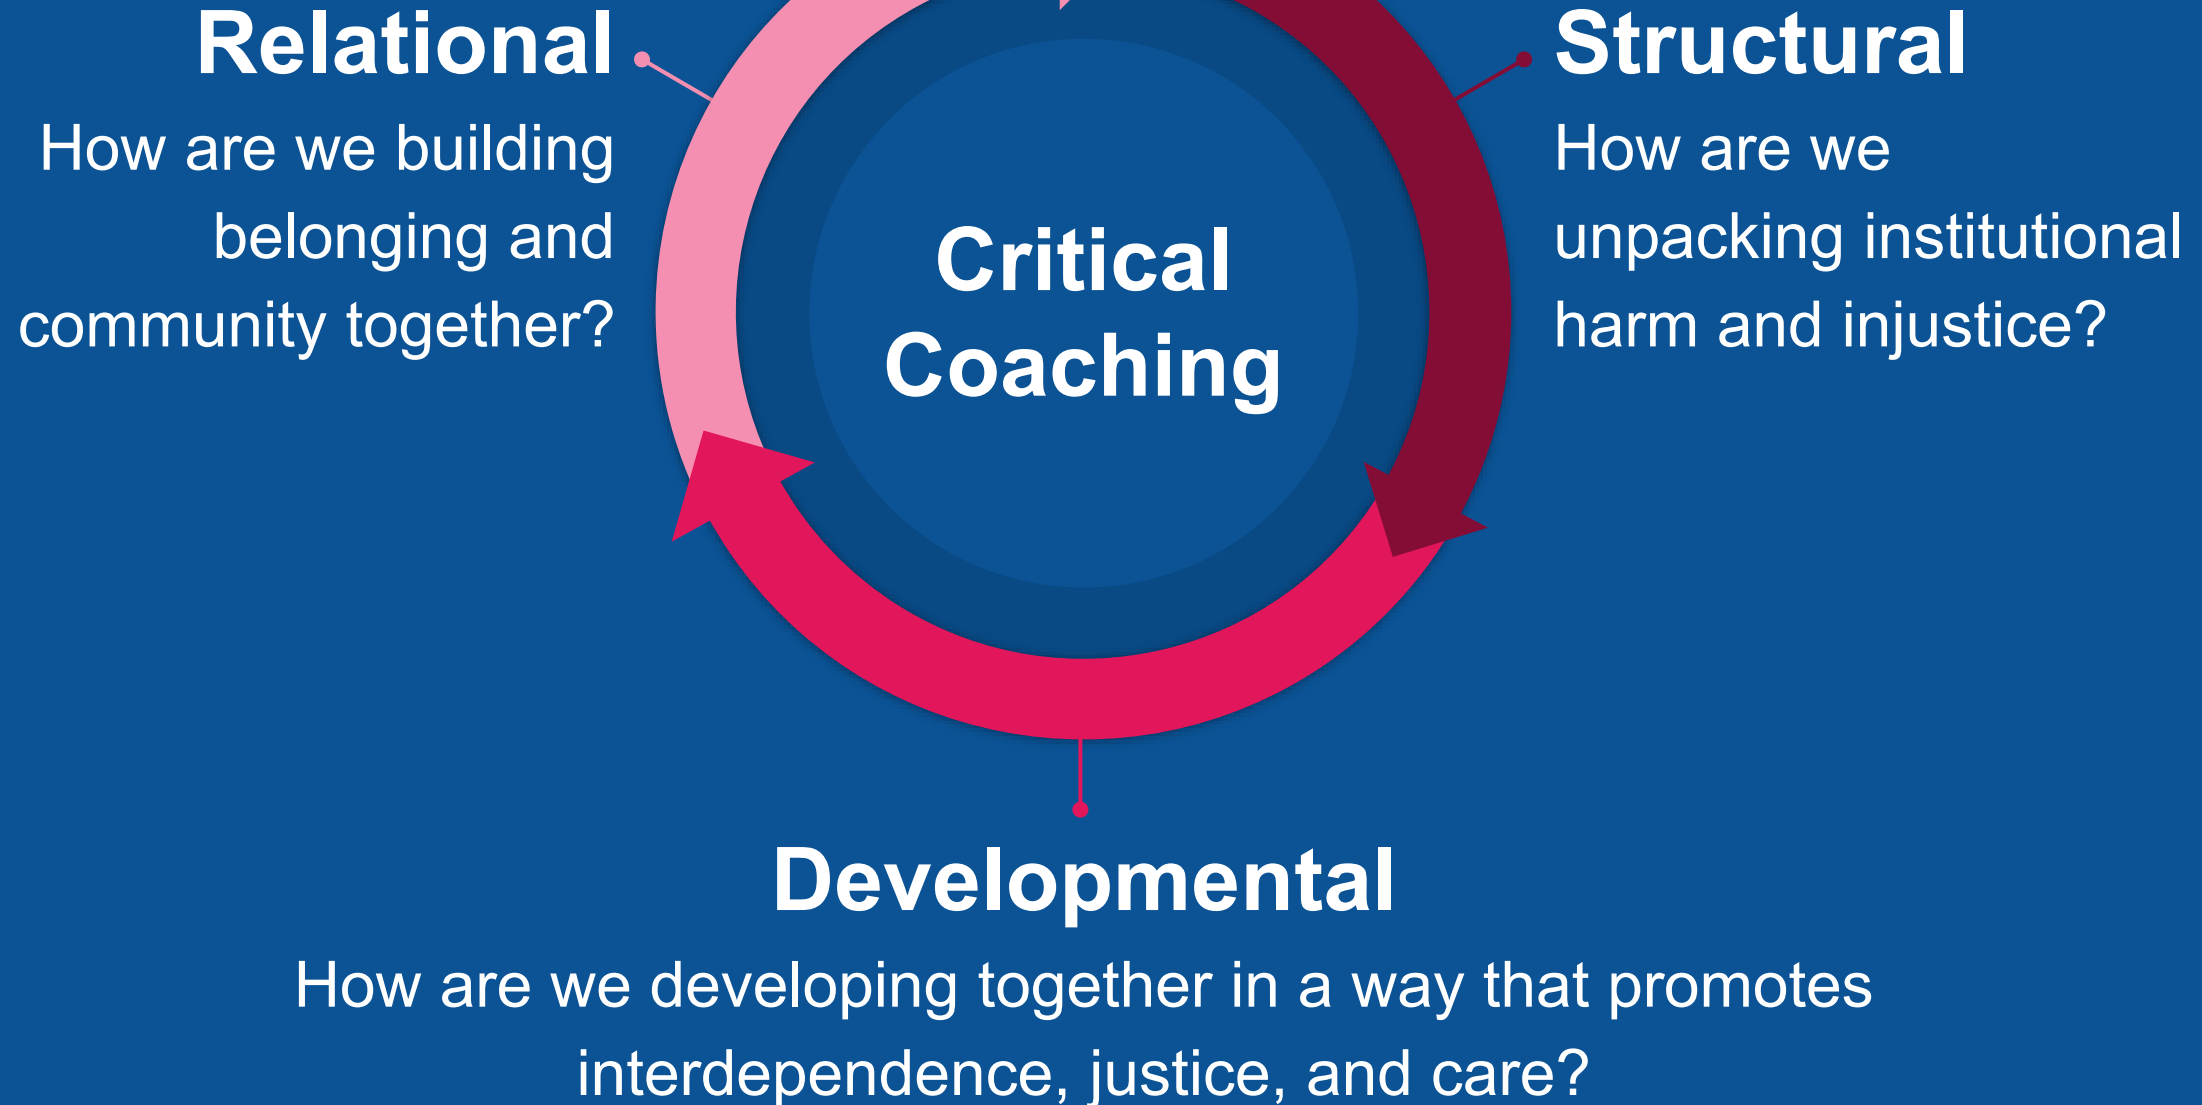 Relational
How are we building
belonging and
community together?
Critical
Coaching
Structural
How are we
unpacking institutional
harm and injustice?
Developmental
How are we developing together in a way that promotes
interdependence, justice, and care?